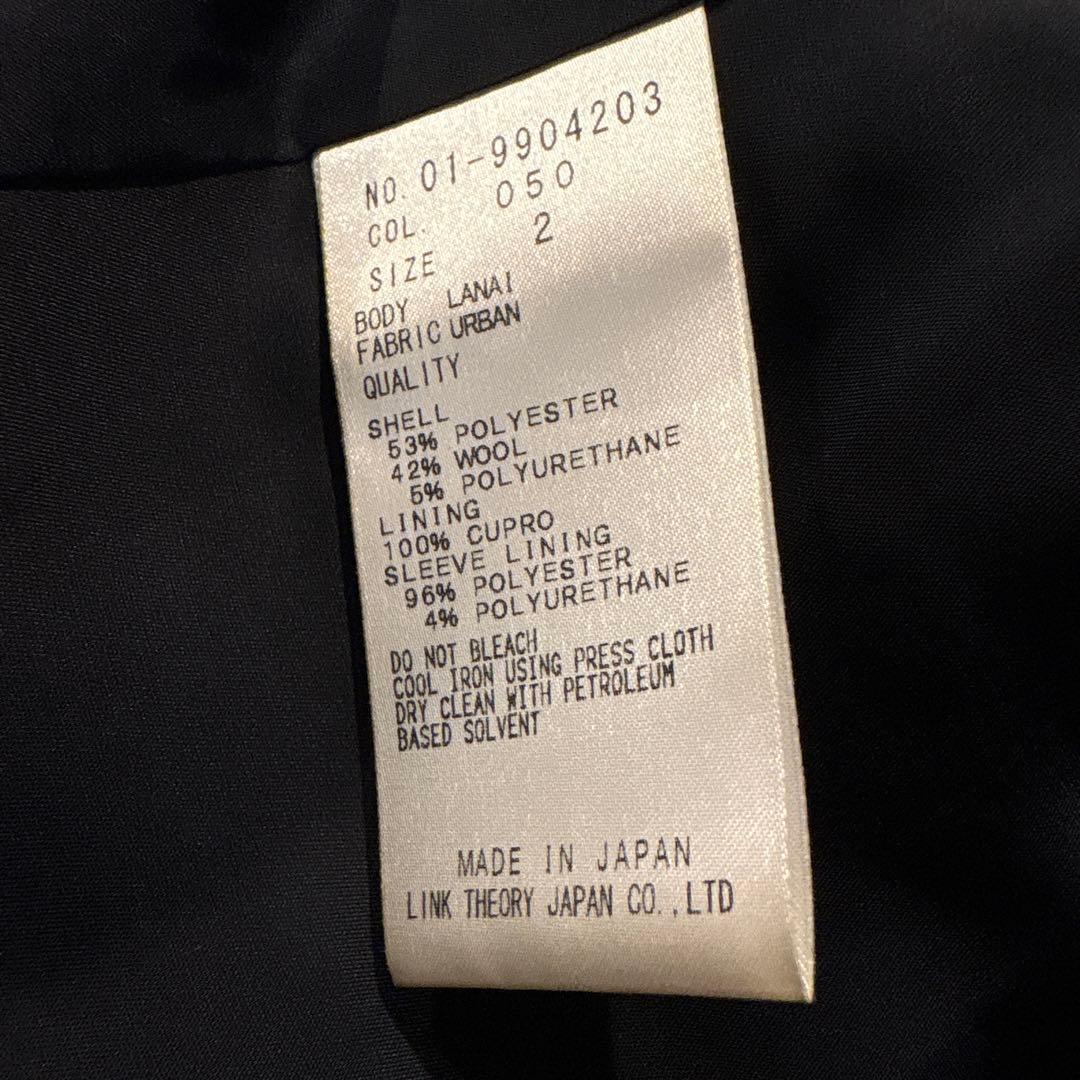 NO. 01-9904203
COL. 050
SIZE 2
BODY LANAI
FABRIC URBAN
QUALITY
SHELL
53% POLYESTER
42% WOOL
5% POLYURETHANE
LINING
100% CUPRO
SLEEVE LINING
96% POLYESTER
4% POLYURETHANE
DO NOT BLEACH
COOL IRON USING PRESS CLOTH
DRY CLEAN WITH PETROLEUM
BASED SOLVENT
MADE IN JAPAN
LINK THEORY JAPAN CO.,LTD